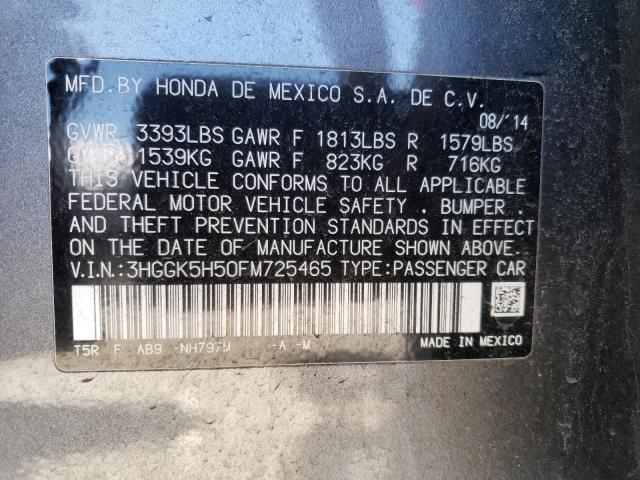 MFD.BY HONDA DE MEXICO S.A. DE C.V.
08/'14
GVWR 3393LBS GAWR F 1813LBS R 1579LBS
GVWR 1539KG GAWR F 823KG R 716KG
THIS VEHICLE CONFORMS TO ALL APPLICABLE
FEDERAL MOTOR VEHICLE SAFETY , BUMPER ,
AND THEFT PREVENTION STANDARDS IN EFFECT
ON THE DATE OF MANUFACTURE SHOWN ABOVE.
V.I.N.:3HGGK5H50FM725465 TYPE:PASSENGER CAR
T5R F AB9 -NH797M -A -M
MADE IN MEXICO